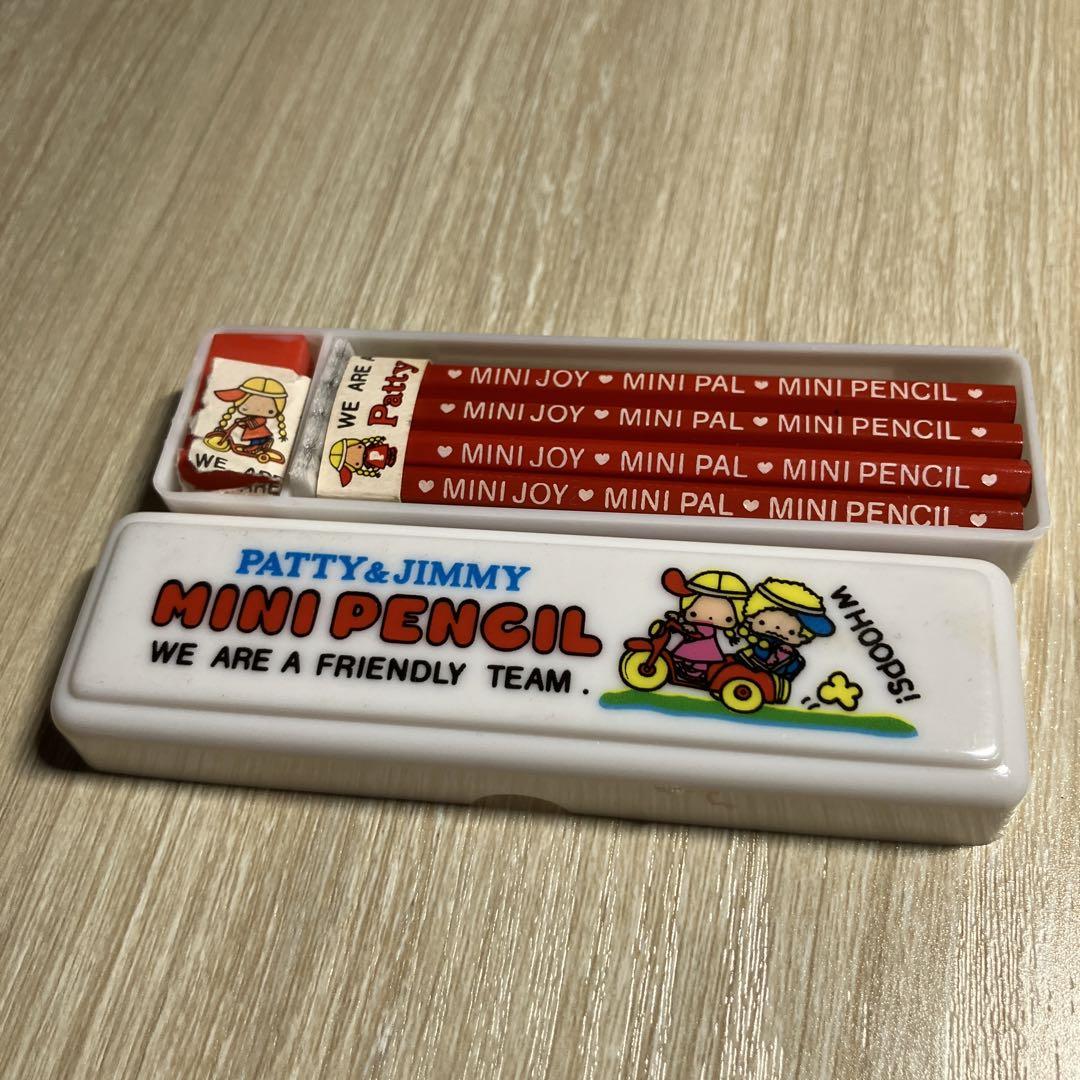 WE ARE
WE ARE A
Patty
P
MINI JOY ♥ MINI PAL ♥ MINI PENCIL ♥
MINI JOY ♥ MINI PAL ♥ MINI PENCIL ♥
MINI JOY ♥ MINI PAL ♥ MINI PENCIL ♥
MINI JOY ♥ MINI PAL ♥ MINI PENCIL ♥
PATTY & JIMMY
MINI PENCIL
WE ARE A FRIENDLY TEAM.
WHOOPS!